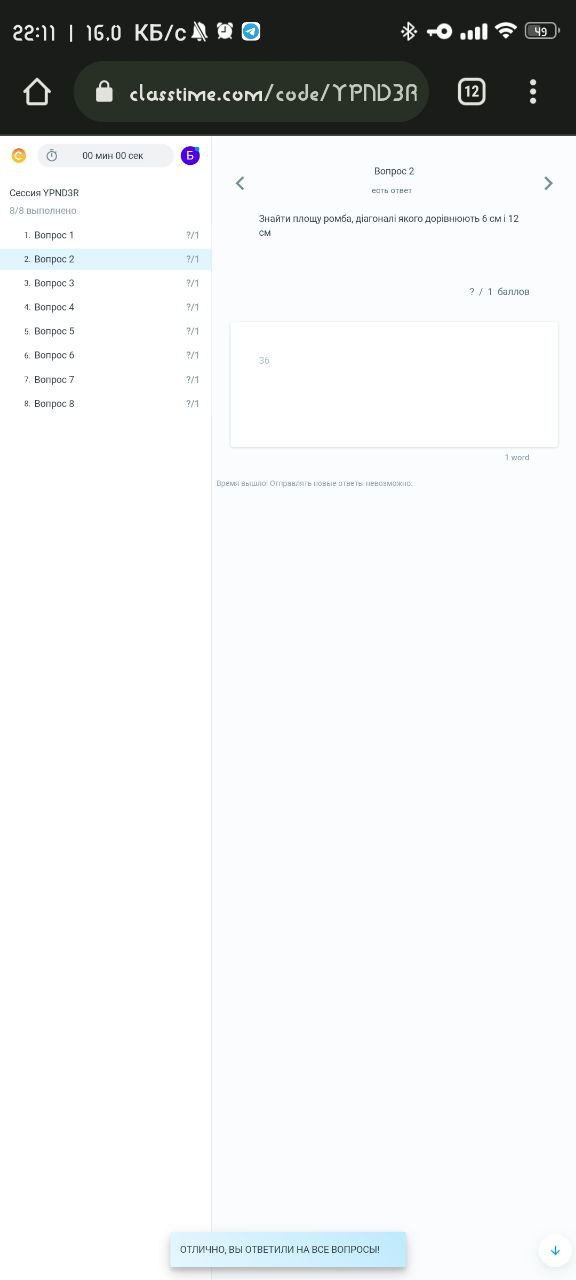 22:11 | 16.0 КБ/с
49
classtime.com/code/YPND3R
12
00 мин 00 сек
Б
Сессия YPND3R
8/8 выполнено
1. Вопрос 1 ?/1
2. Вопрос 2 ?/1
3. Вопрос 3 ?/1
4. Вопрос 4 ?/1
5. Вопрос 5 ?/1
6. Вопрос 6 ?/1
7. Вопрос 7 ?/1
8. Вопрос 8 ?/1
Вопрос 2
есть ответ
Знайти площу ромба, діагоналі якого дорівнюють 6 см і 12
см
? / 1 баллов
36
1 word
Время вышло! Отправлять новые ответы невозможно.
ОТЛИЧНО, ВЫ ОТВЕТИЛИ НА ВСЕ ВОПРОСЫ!